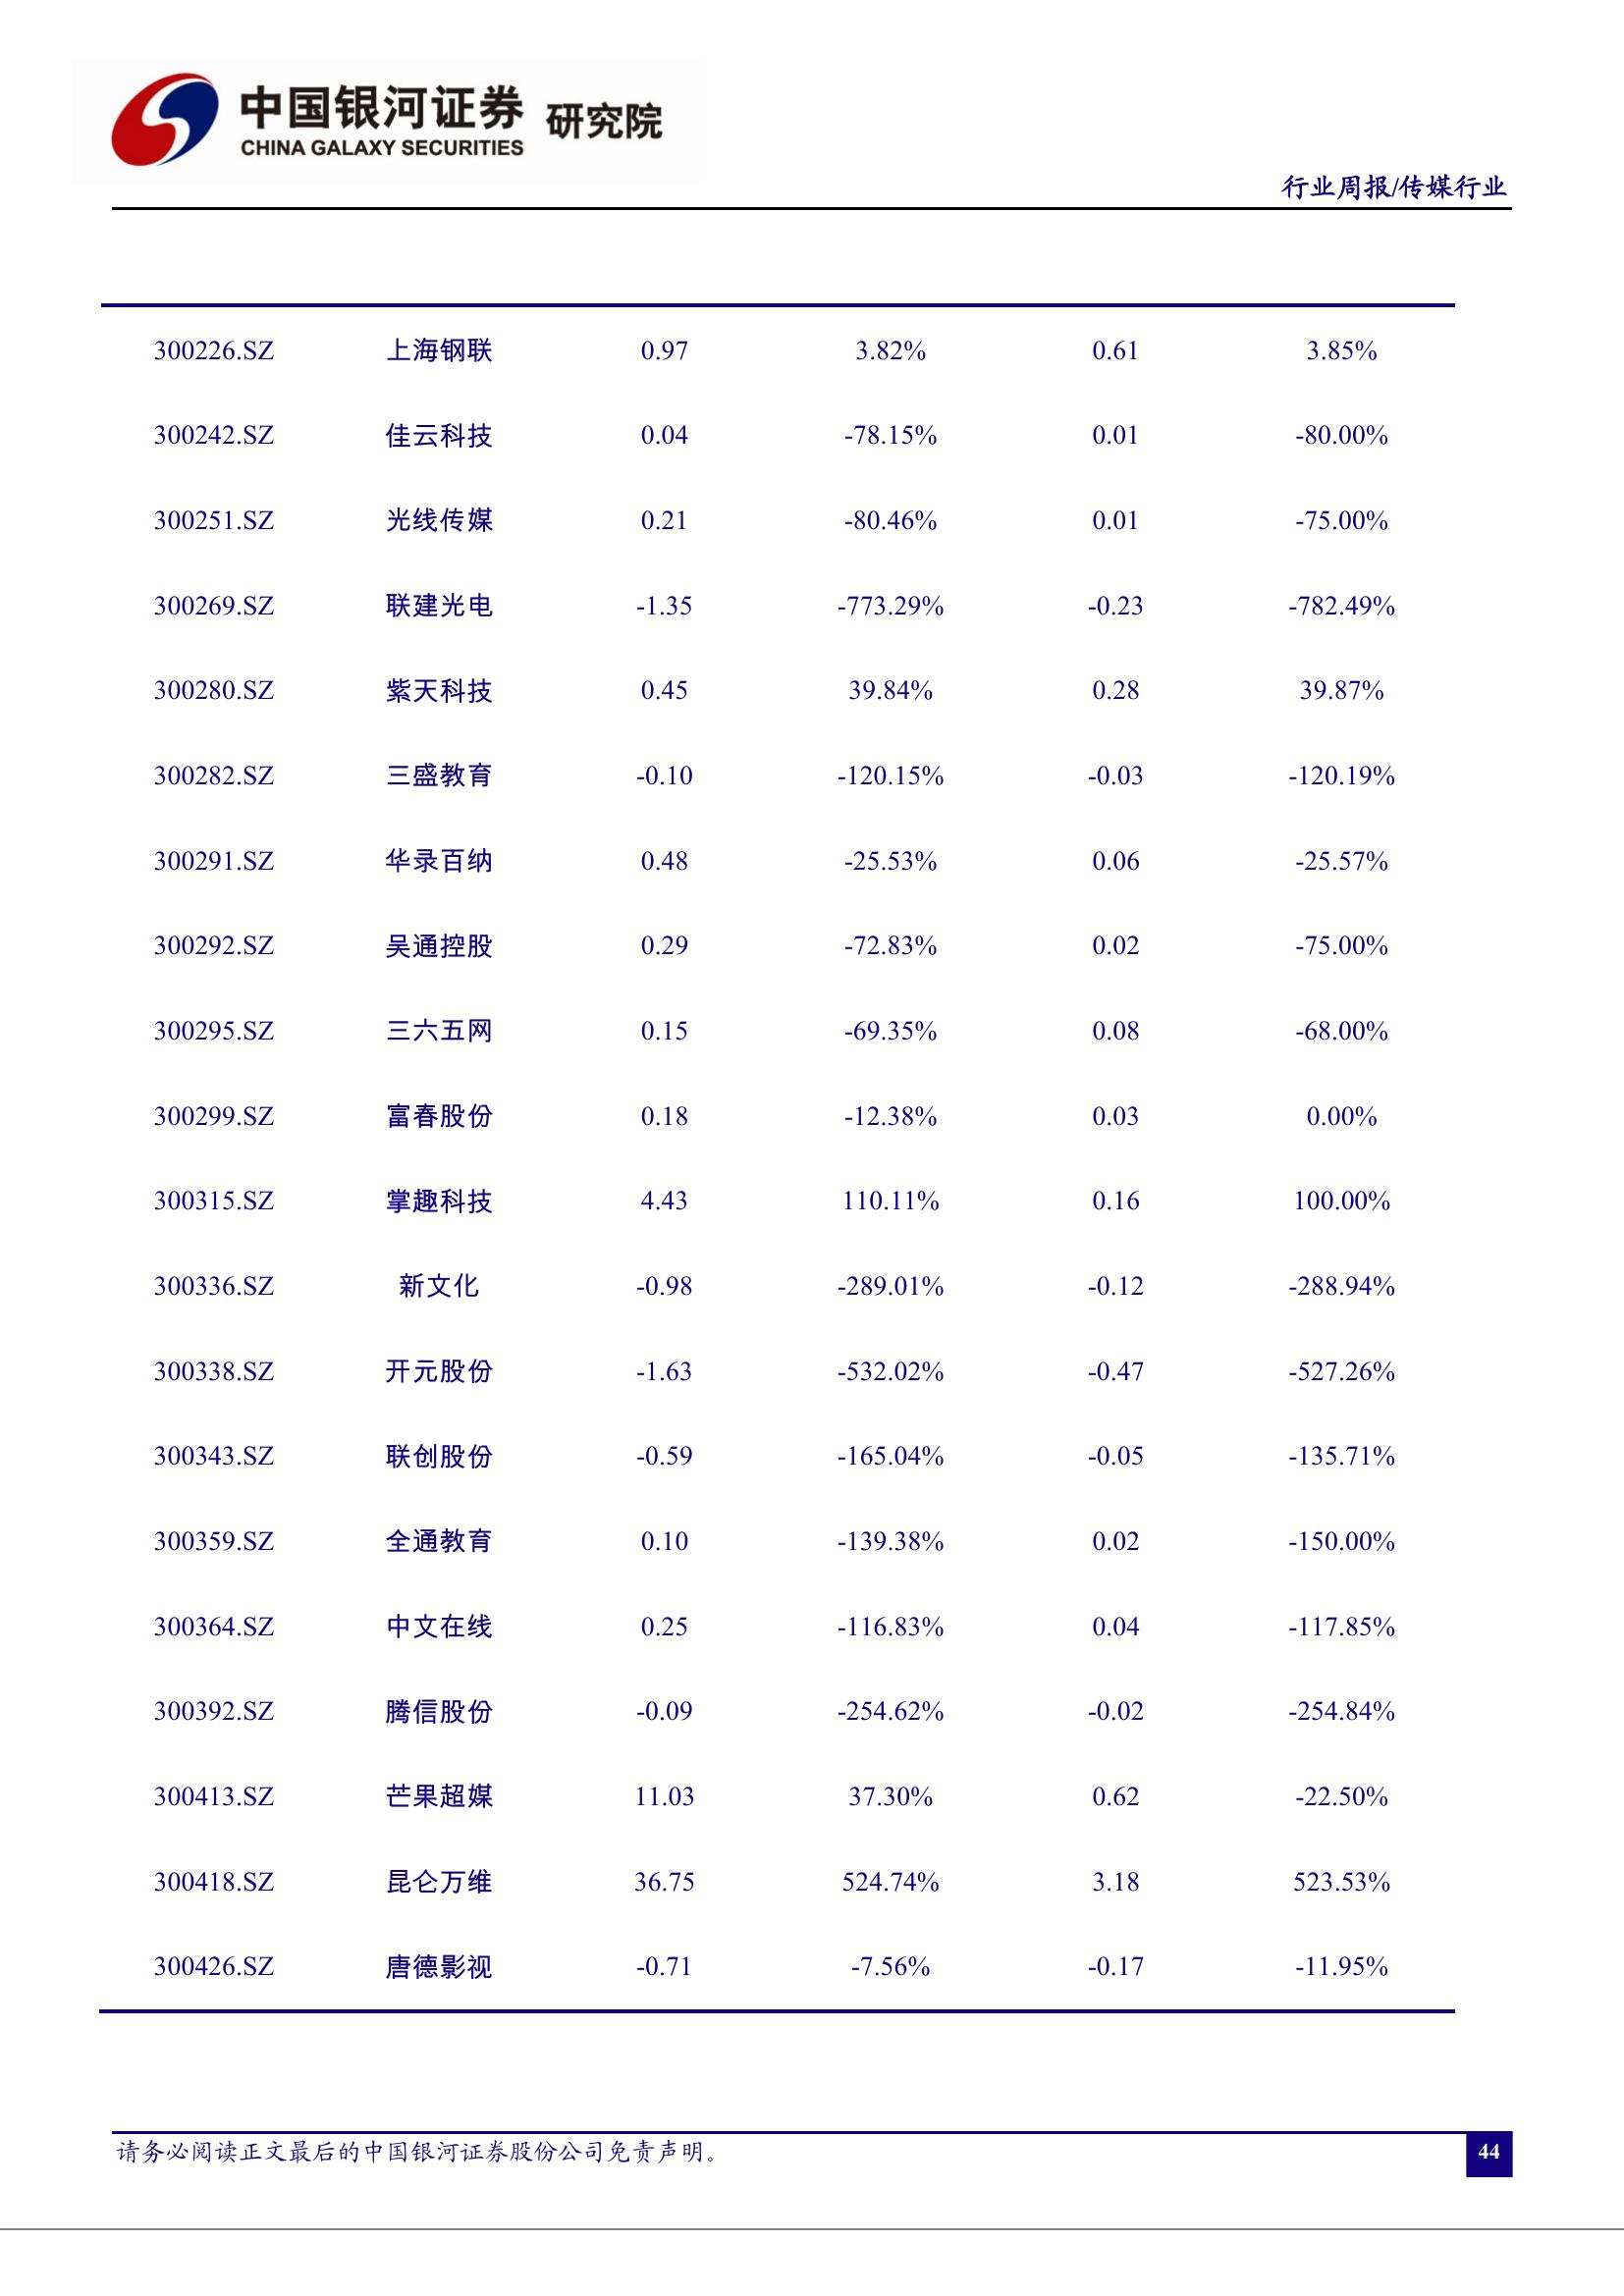 中国银河证券 研究院
CHINA GALAXY SECURITIES
行业周报/传媒行业
300226.SZ 上海钢联 0.97 3.82% 0.61 3.85%
300242.SZ 佳云科技 0.04 -78.15% 0.01 -80.00%
300251.SZ 光线传媒 0.21 -80.46% 0.01 -75.00%
300269.SZ 联建光电 -1.35 -773.29% -0.23 -782.49%
300280.SZ 紫天科技 0.45 39.84% 0.28 39.87%
300282.SZ 三盛教育 -0.10 -120.15% -0.03 -120.19%
300291.SZ 华录百纳 0.48 -25.53% 0.06 -25.57%
300292.SZ 吴通控股 0.29 -72.83% 0.02 -75.00%
300295.SZ 三六五网 0.15 -69.35% 0.08 -68.00%
300299.SZ 富春股份 0.18 -12.38% 0.03 0.00%
300315.SZ 掌趣科技 4.43 110.11% 0.16 100.00%
300336.SZ 新文化 -0.98 -289.01% -0.12 -288.94%
300338.SZ 开元股份 -1.63 -532.02% -0.47 -527.26%
300343.SZ 联创股份 -0.59 -165.04% -0.05 -135.71%
300359.SZ 全通教育 0.10 -139.38% 0.02 -150.00%
300364.SZ 中文在线 0.25 -116.83% 0.04 -117.85%
300392.SZ 腾信股份 -0.09 -254.62% -0.02 -254.84%
300413.SZ 芒果超媒 11.03 37.30% 0.62 -22.50%
300418.SZ 昆仑万维 36.75 524.74% 3.18 523.53%
300426.SZ 唐德影视 -0.71 -7.56% -0.17 -11.95%
请务必阅读正文最后的中国银河证券股份公司免责声明。
44